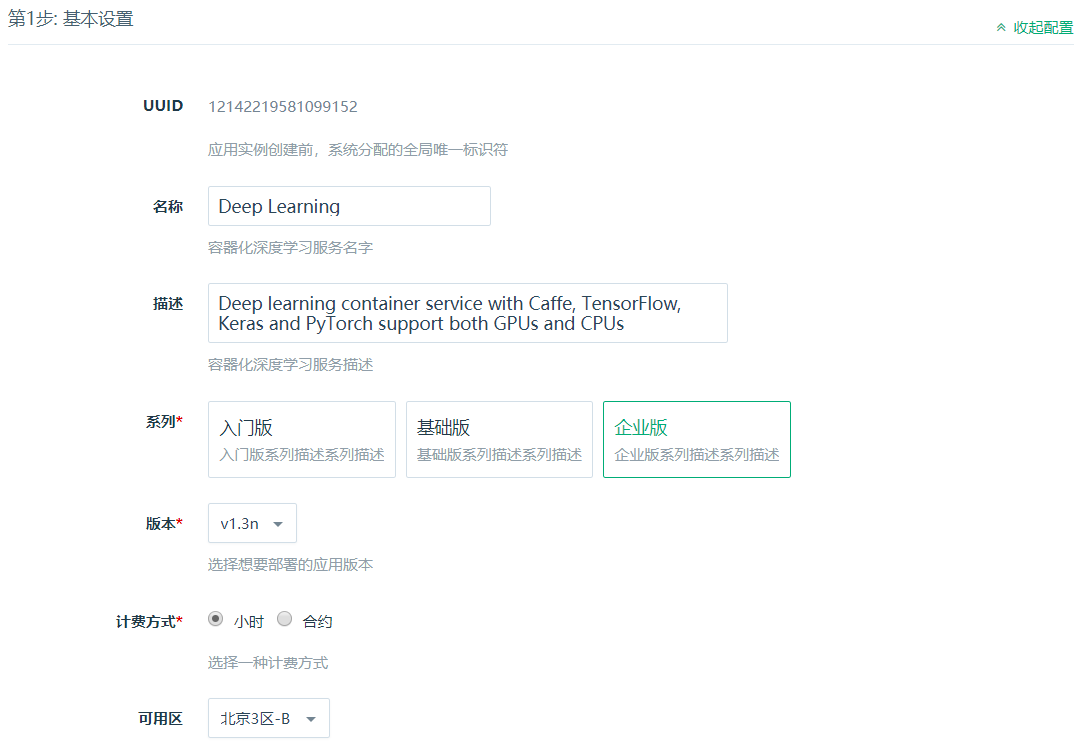 第1步: 基本设置
收起配置
UUID 12142219581099152
应用实例创建前，系统分配的全局唯一标识符
名称 Deep Learning
容器化深度学习服务名字
描述 Deep learning container service with Caffe, TensorFlow,
Keras and PyTorch support both GPUs and CPUs
容器化深度学习服务描述
系列* 入门版 基础版 企业版
入门版系列描述系列描述 基础版系列描述系列描述 企业版系列描述系列描述
版本* v1.3n
选择想要部署的应用版本
计费方式* 小时 合约
选择一种计费方式
可用区 北京3区-B